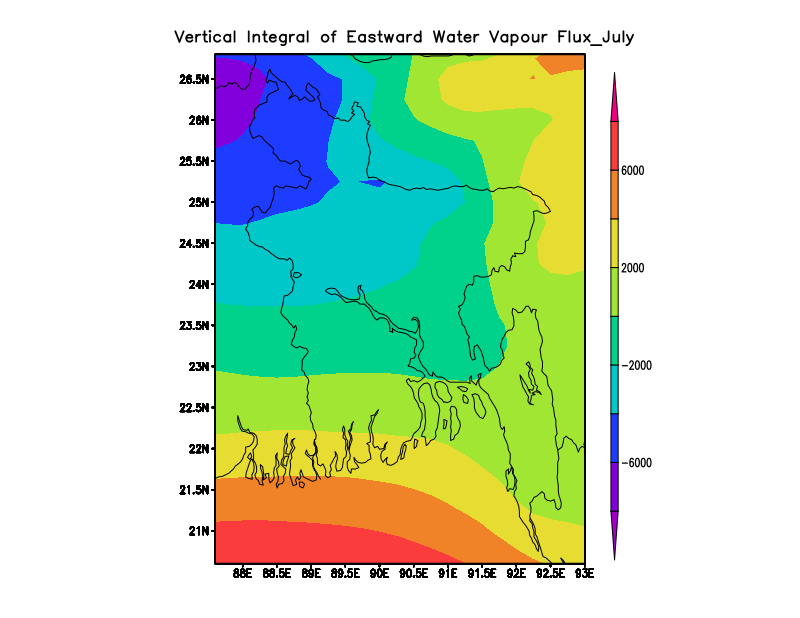 Vertical Integral of Eastward Water Vapour Flux_July
26.5N
26N
25.5N
25N
24.5N
24N
23.5N
23N
22.5N
22N
21.5N
21N
88E 88.5E 89E 89.5E 90E 90.5E 91E 91.5E 92E 92.5E 93E
6000
2000
-2000
-6000